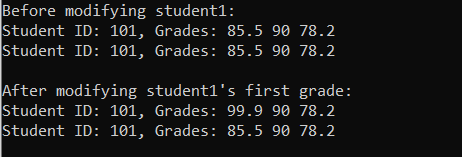 Before modifying student1:
Student ID: 101, Grades: 85.5 90 78.2
Student ID: 101, Grades: 85.5 90 78.2

After modifying student1's first grade:
Student ID: 101, Grades: 99.9 90 78.2
Student ID: 101, Grades: 85.5 90 78.2